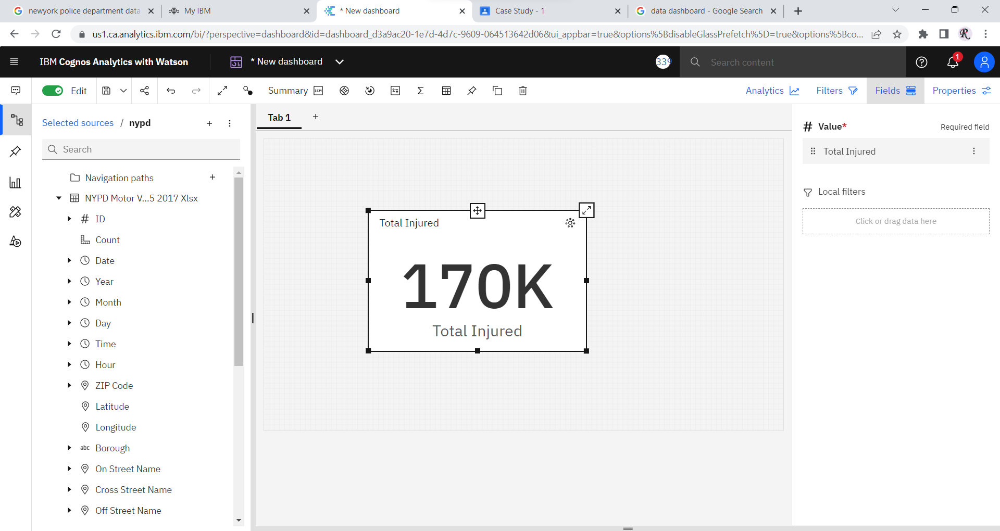 newyork police department data
My IBM
* New dashboard
Case Study - 1
data dashboard - Google Search
us1.ca.analytics.ibm.com/bi/?perspective=dashboard&id=dashboard_d3a9ac20-1e7d-4d7c-9609-064513642d06&ui_appbar=true&options%5BdisableGlassPrefetch%5D=true&options%5Bco...
IBM Cognos Analytics with Watson
* New dashboard
339
Search content
1
Edit
Summary
Analytics
Filters
Fields
Properties
Selected sources / nypd
Search
Navigation paths
NYPD Motor V...5 2017 Xlsx
ID
Count
Date
Year
Month
Day
Time
Hour
ZIP Code
Latitude
Longitude
abc Borough
On Street Name
Cross Street Name
Off Street Name
Tab 1
Total Injured
170K
Total Injured
# Value*
Required field
Total Injured
Local filters
Click or drag data here